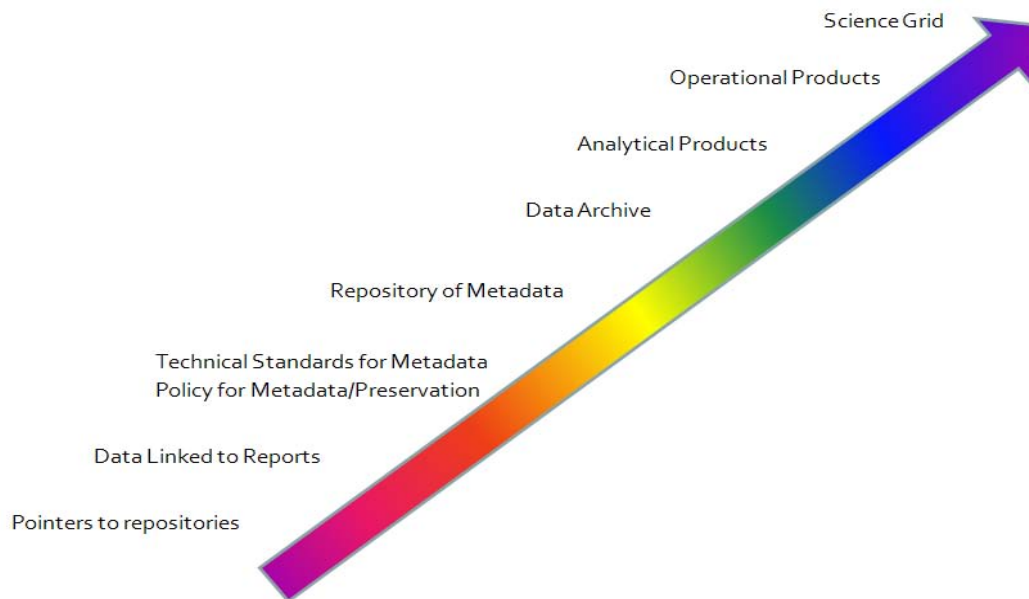 Science Grid
Operational Products
Analytical Products
Data Archive
Repository of Metadata
Technical Standards for Metadata
Policy for Metadata/Preservation
Data Linked to Reports
Pointers to repositories